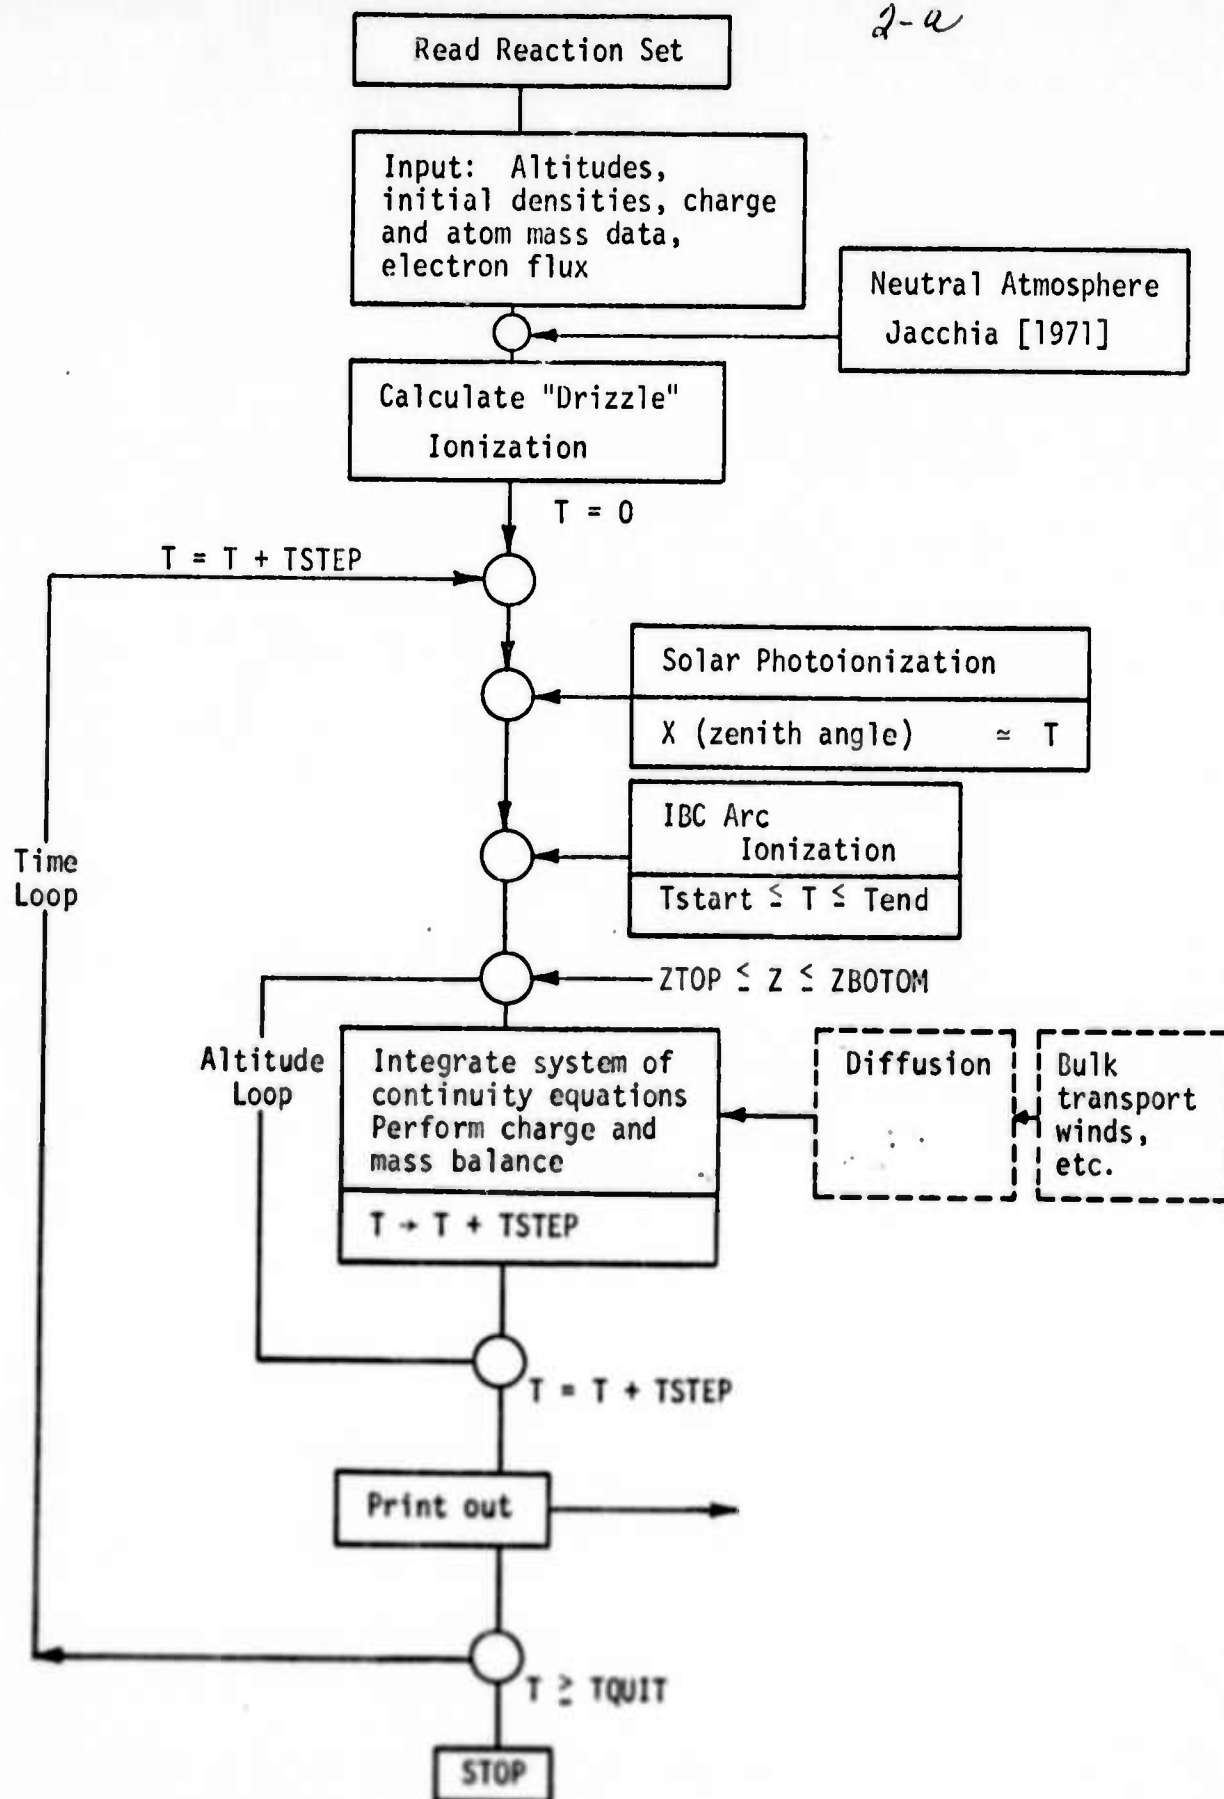 2-a
Read Reaction Set
Input: Altitudes,
initial densities, charge
and atom mass data,
electron flux
Neutral Atmosphere
Jacchia [1971]
Calculate "Drizzle"
Ionization
T = 0
T = T + TSTEP
Solar Photoionization
X (zenith angle) ≃ T
IBC Arc
Ionization
Tstart ≤ T ≤ Tend
Time
Loop
ZTOP ≤ Z ≤ ZBOTOM
Altitude
Loop
Integrate system of
continuity equations
Perform charge and
mass balance
T → T + TSTEP
Diffusion
Bulk
transport
winds,
etc.
T = T + TSTEP
Print out
T ≥ TQUIT
STOP